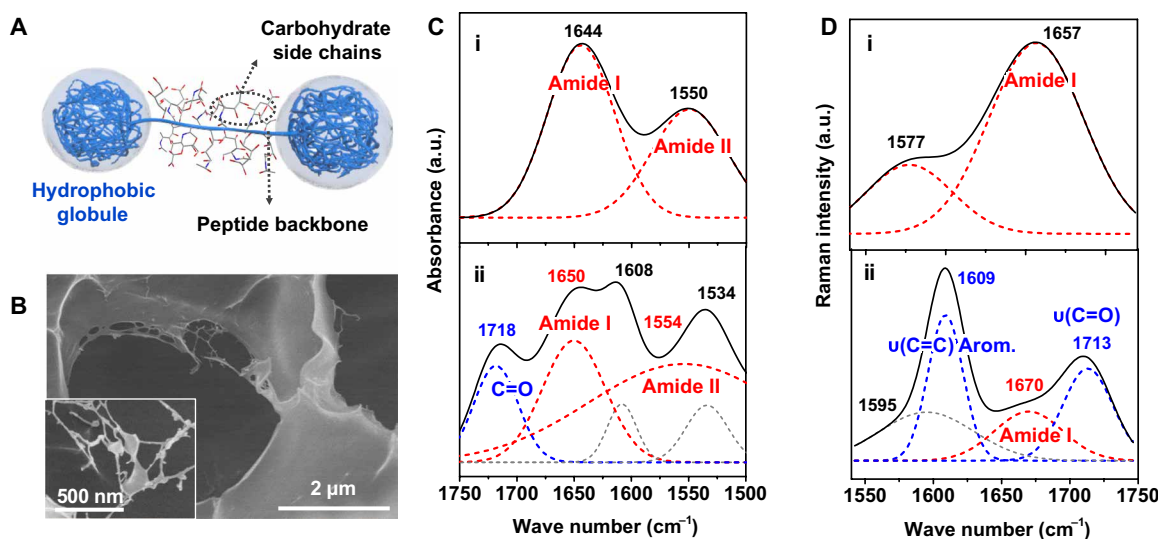 A
Carbohydrate
side chains
Hydrophobic
globule
Peptide backbone
B
500 nm
2 µm
C
i
1644
Amide I
1550
Amide II
Absorbance (a.u.)
ii
1718
C=O
1650
Amide I
1608
1554
Amide II
1534
1750 1700 1650 1600 1550 1500
Wave number (cm⁻¹)
D
i
1577
1657
Amide I
Raman intensity (a.u.)
ii
1609
υ(C=C) Arom.
1595
1670
Amide I
υ(C=O)
1713
1550 1600 1650 1700 1750
Wave number (cm⁻¹)